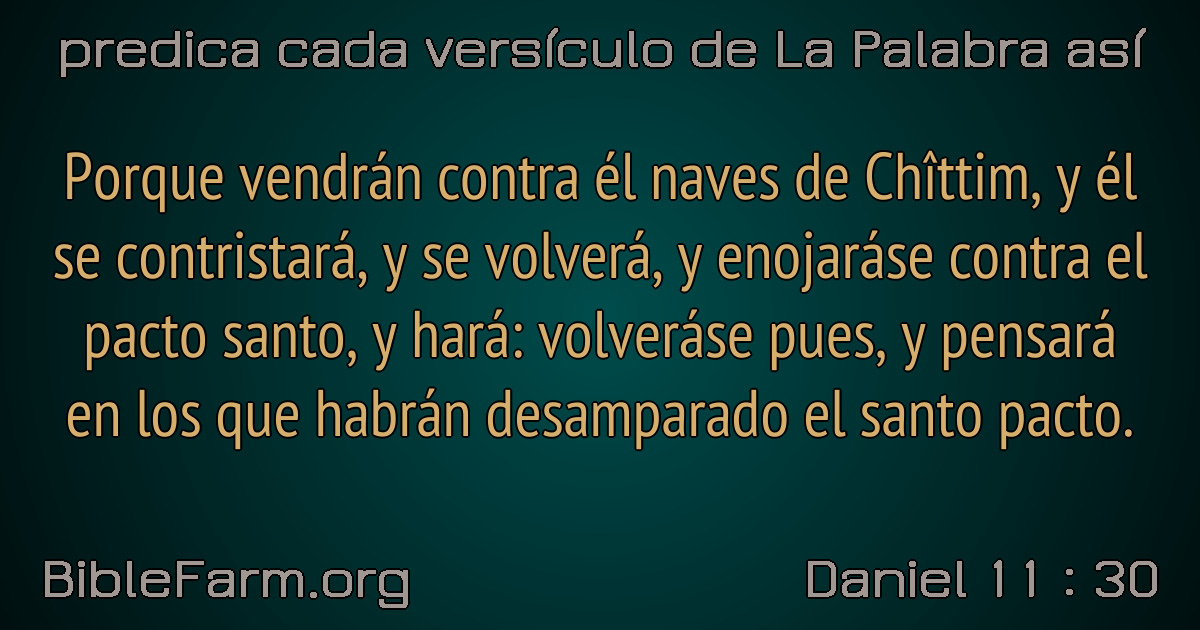 predica cada versículo de La Palabra así
Porque vendrán contra él naves de Chîttim, y él
se contristará, y se volverá, y enojaráse contra el
pacto santo, y hará: volveráse pues, y pensará
en los que habrán desamparado el santo pacto.
BibleFarm.org
Daniel 11 : 30